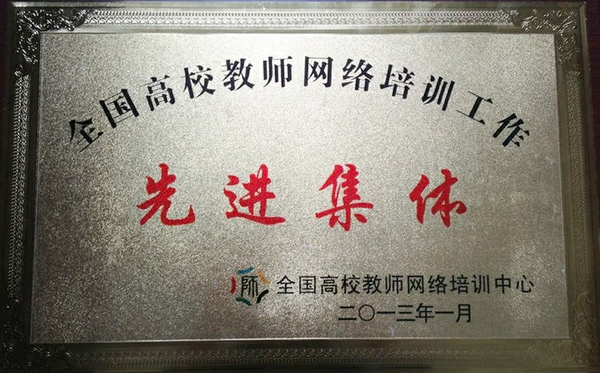 全国高校教师网络培训工作
先进集体
师 全国高校教师网络培训中心
二〇一三年一月